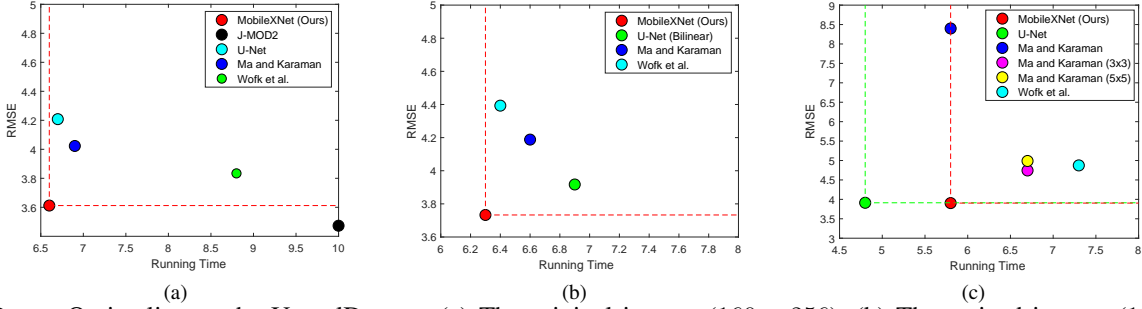 5
4.8
4.6
4.4
4.2
4
3.8
3.6
RMSE
6.5 7 7.5 8 8.5 9 9.5 10
Running Time
MobileXNet (Ours)
J-MOD2
U-Net
Ma and Karaman
Wofk et al.
(a)
5
4.8
4.6
4.4
4.2
4
3.8
3.6
RMSE
6 6.2 6.4 6.6 6.8 7 7.2 7.4 7.6 7.8 8
Running Time
MobileXNet (Ours)
U-Net (Bilinear)
Ma and Karaman
Wofk et al.
(b)
9
8.5
8
7.5
7
6.5
6
5.5
5
4.5
4
3.5
3
RMSE
4.5 5 5.5 6 6.5 7 7.5 8
Running Time
MobileXNet (Ours)
U-Net
Ma and Karaman
Ma and Karaman (3x3)
Ma and Karaman (5x5)
Wofk et al.
(c)